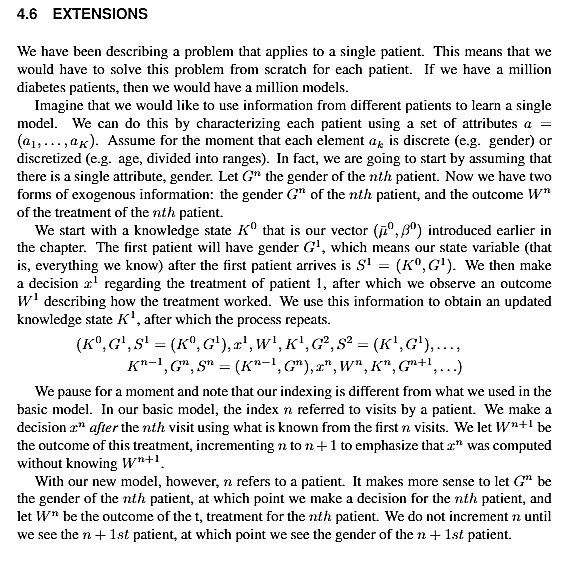 4.6 EXTENSIONS
We have been describing a problem that applies to a single patient. This means that we
would have to solve this problem from scratch for each patient. If we have a million
diabetes patients, then we would have a million models.
Imagine that we would like to use information from different patients to learn a single
model. We can do this by characterizing each patient using a set of attributes a =
(a₁, . . . , a_K). Assume for the moment that each element a_k is discrete (e.g. gender) or
discretized (e.g. age, divided into ranges). In fact, we are going to start by assuming that
there is a single attribute, gender. Let Gⁿ the gender of the nth patient. Now we have two
forms of exogenous information: the gender Gⁿ of the nth patient, and the outcome Wⁿ
of the treatment of the nth patient.
We start with a knowledge state K⁰ that is our vector (μ̄⁰, β⁰) introduced earlier in
the chapter. The first patient will have gender G¹, which means our state variable (that
is, everything we know) after the first patient arrives is S¹ = (K⁰, G¹). We then make
a decision x¹ regarding the treatment of patient 1, after which we observe an outcome
W¹ describing how the treatment worked. We use this information to obtain an updated
knowledge state K¹, after which the process repeats.
(K⁰, G¹, S¹ = (K⁰, G¹), x¹, W¹, K¹, G², S² = (K¹, G¹), . . . ,
Kⁿ⁻¹, Gⁿ, Sⁿ = (Kⁿ⁻¹, Gⁿ), xⁿ, Wⁿ, Kⁿ, Gⁿ⁺¹, . . .)
We pause for a moment and note that our indexing is different from what we used in the
basic model. In our basic model, the index n referred to visits by a patient. We make a
decision xⁿ after the nth visit using what is known from the first n visits. We let Wⁿ⁺¹ be
the outcome of this treatment, incrementing n to n + 1 to emphasize that xⁿ was computed
without knowing Wⁿ⁺¹.
With our new model, however, n refers to a patient. It makes more sense to let Gⁿ be
the gender of the nth patient, at which point we make a decision for the nth patient, and
let Wⁿ be the outcome of the t, treatment for the nth patient. We do not increment n until
we see the n + 1st patient, at which point we see the gender of the n + 1st patient.